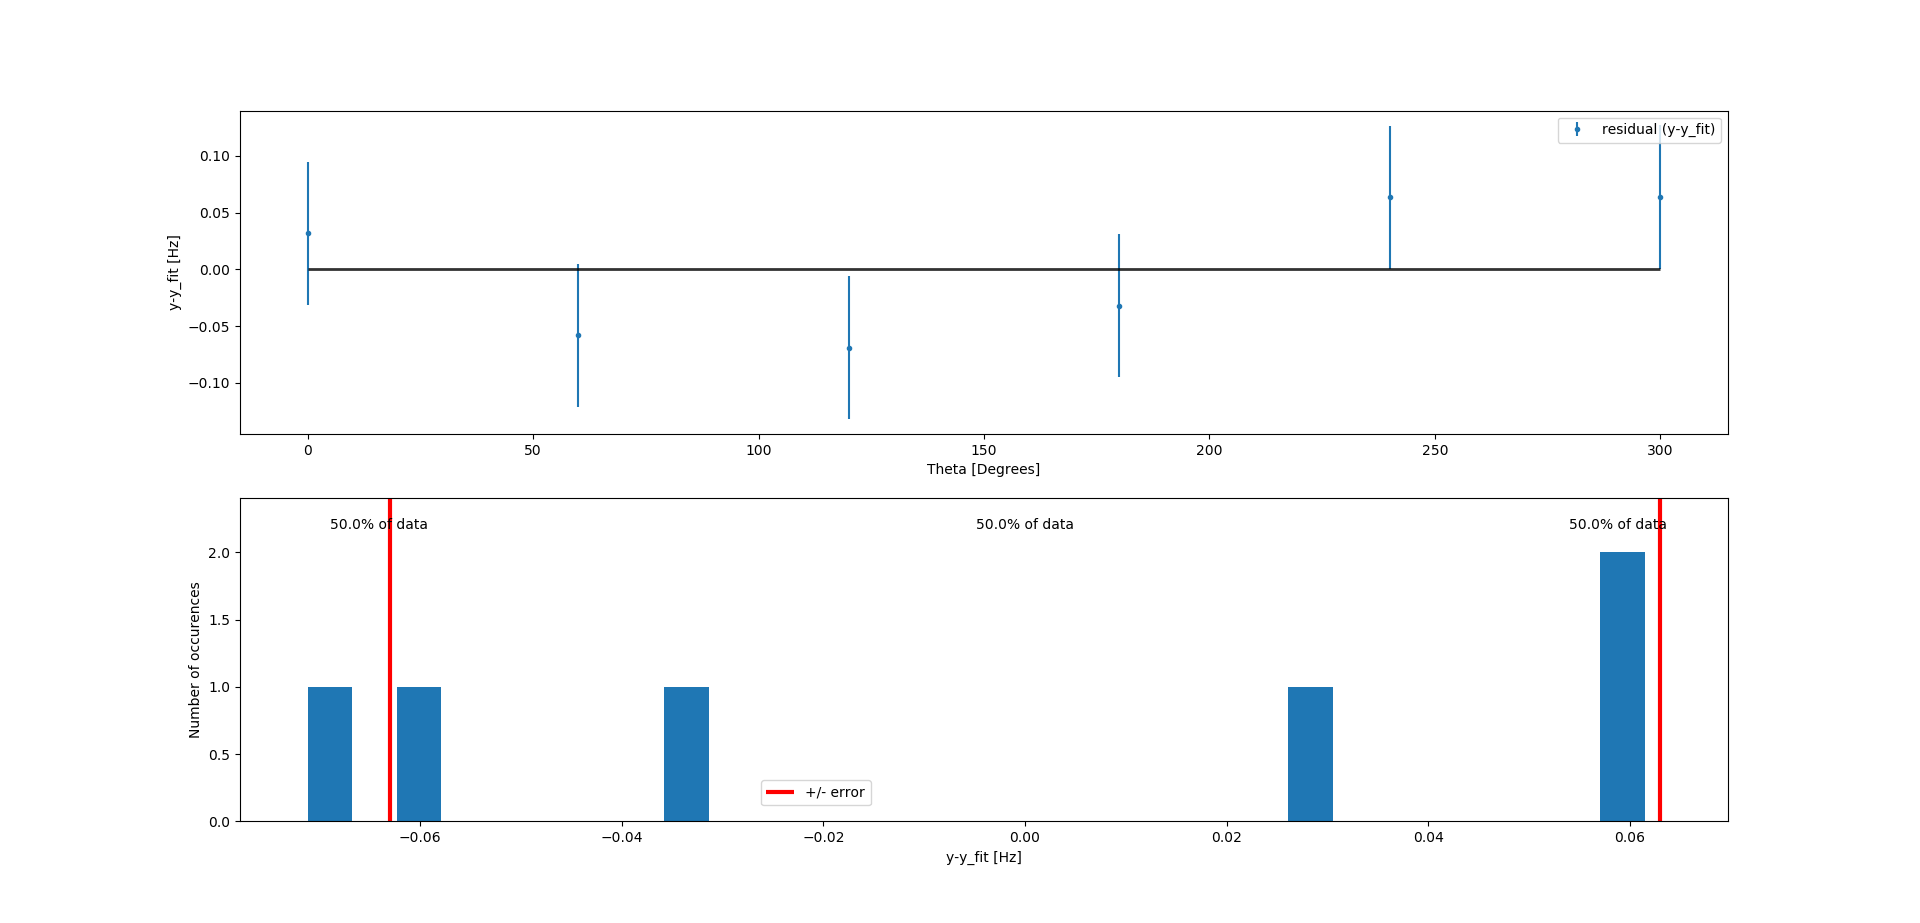 residual (y-y_fit)
y-y_fit [Hz]
0.10
0.05
0.00
−0.05
−0.10
0 50 100 150 200 250 300
Theta [Degrees]
50.0% of data 50.0% of data 50.0% of data
Number of occurences
2.0
1.5
1.0
0.5
0.0
+/- error
−0.06 −0.04 −0.02 0.00 0.02 0.04 0.06
y-y_fit [Hz]